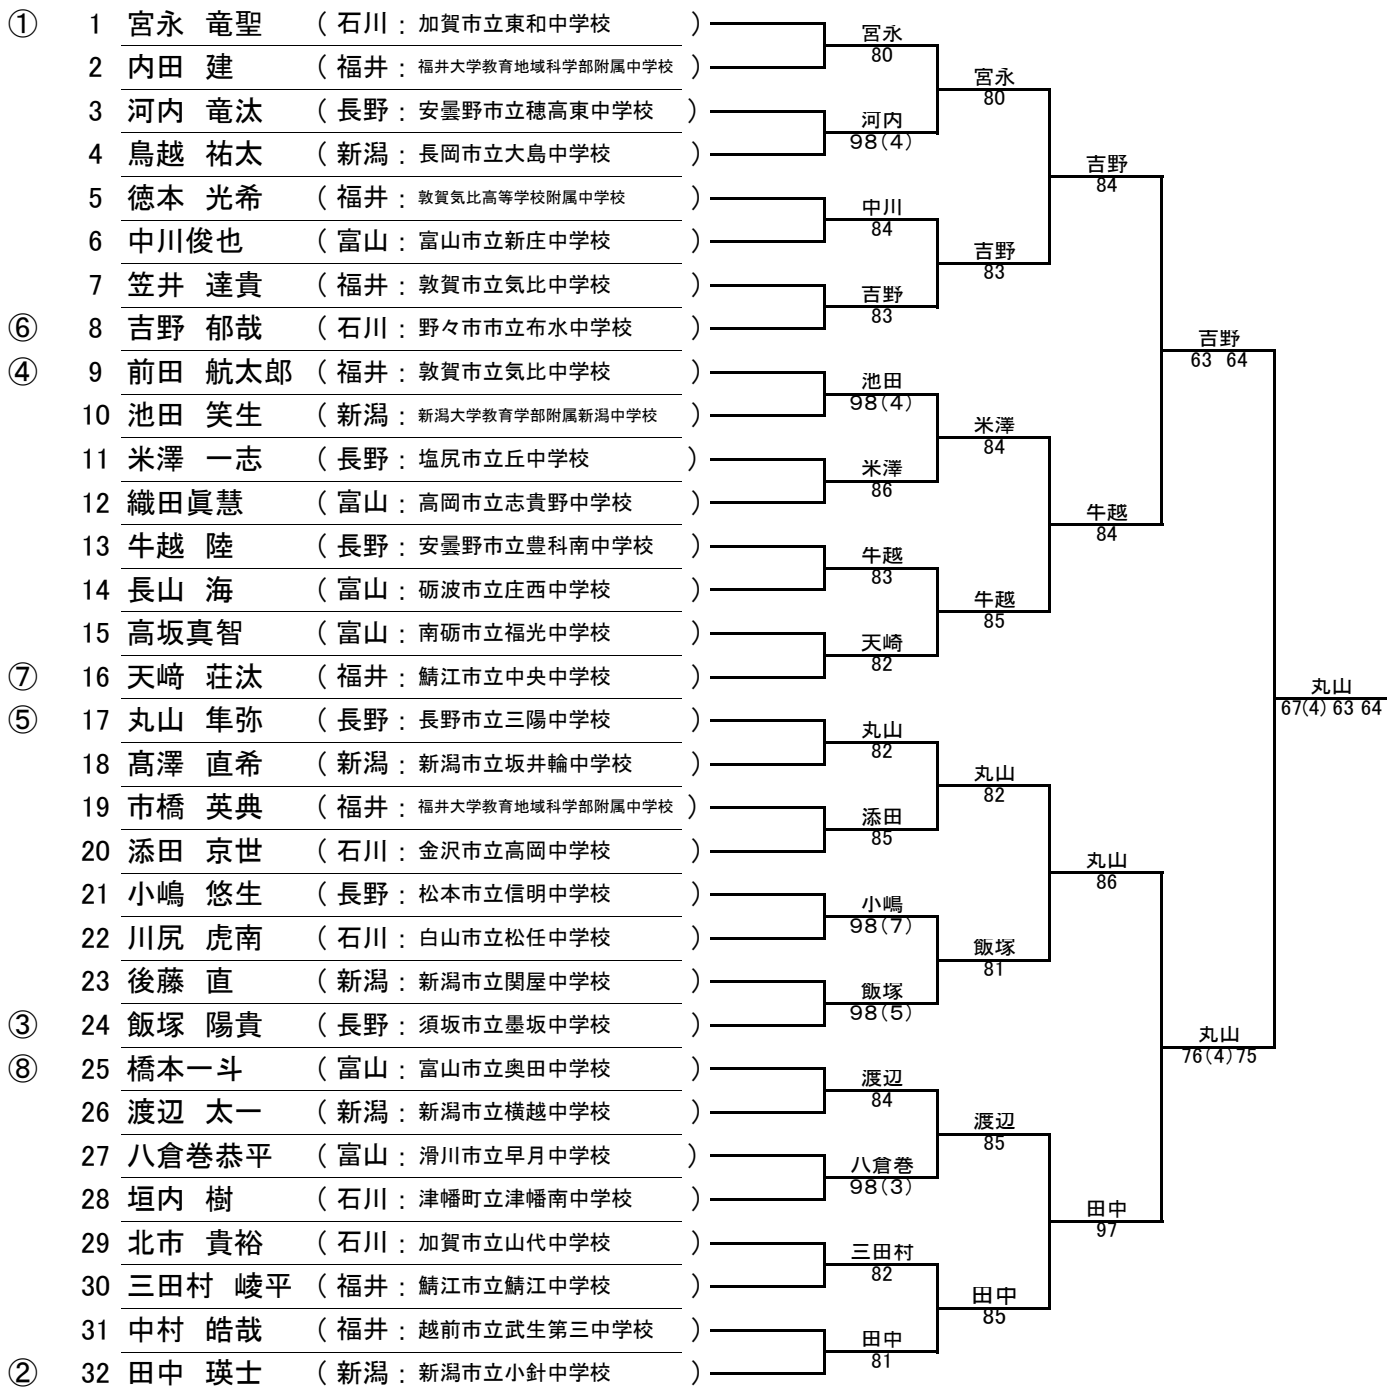 ① 1 宮永 竜聖 （ 石川 : 加賀市立東和中学校 ）
2 内田 建 （ 福井 : 福井大学教育地域科学部附属中学校 ）
3 河内 竜汰 （ 長野 : 安曇野市立穂高東中学校 ）
4 鳥越 祐太 （ 新潟 : 長岡市立大島中学校 ）
5 徳本 光希 （ 福井 : 敦賀気比高等学校附属中学校 ）
6 中川俊也 （ 富山 : 富山市立新庄中学校 ）
7 笠井 達貴 （ 福井 : 敦賀市立気比中学校 ）
⑥ 8 吉野 郁哉 （ 石川 : 野々市市立布水中学校 ）
④ 9 前田 航太郎 （ 福井 : 敦賀市立気比中学校 ）
10 池田 笑生 （ 新潟 : 新潟大学教育学部附属新潟中学校 ）
11 米澤 一志 （ 長野 : 塩尻市立丘中学校 ）
12 織田眞慧 （ 富山 : 高岡市立志貴野中学校 ）
13 牛越 陸 （ 長野 : 安曇野市立豊科南中学校 ）
14 長山 海 （ 富山 : 砺波市立庄西中学校 ）
15 高坂真智 （ 富山 : 南砺市立福光中学校 ）
⑦ 16 天﨑 荘汰 （ 福井 : 鯖江市立中央中学校 ）
⑤ 17 丸山 隼弥 （ 長野 : 長野市立三陽中学校 ）
18 髙澤 直希 （ 新潟 : 新潟市立坂井輪中学校 ）
19 市橋 英典 （ 福井 : 福井大学教育地域科学部附属中学校 ）
20 添田 京世 （ 石川 : 金沢市立高岡中学校 ）
21 小嶋 悠生 （ 長野 : 松本市立信明中学校 ）
22 川尻 虎南 （ 石川 : 白山市立松任中学校 ）
23 後藤 直 （ 新潟 : 新潟市立関屋中学校 ）
③ 24 飯塚 陽貴 （ 長野 : 須坂市立墨坂中学校 ）
⑧ 25 橋本一斗 （ 富山 : 富山市立奥田中学校 ）
26 渡辺 太一 （ 新潟 : 新潟市立横越中学校 ）
27 八倉巻恭平 （ 富山 : 滑川市立早月中学校 ）
28 垣内 樹 （ 石川 : 津幡町立津幡南中学校 ）
29 北市 貴裕 （ 石川 : 加賀市立山代中学校 ）
30 三田村 崚平 （ 福井 : 鯖江市立鯖江中学校 ）
31 中村 皓哉 （ 福井 : 越前市立武生第三中学校 ）
② 32 田中 瑛士 （ 新潟 : 新潟市立小針中学校 ）
宮永
80
河内
98(4)
中川
84
吉野
83
池田
98(4)
米澤
86
牛越
83
天崎
82
丸山
82
添田
85
小嶋
98(7)
飯塚
98(5)
渡辺
84
八倉巻
98(3)
三田村
82
田中
81
宮永
80
吉野
83
米澤
84
牛越
85
丸山
82
飯塚
81
渡辺
85
田中
85
吉野
84
牛越
84
丸山
86
田中
97
吉野
63 64
丸山
76(4)75
丸山
67(4) 63 64